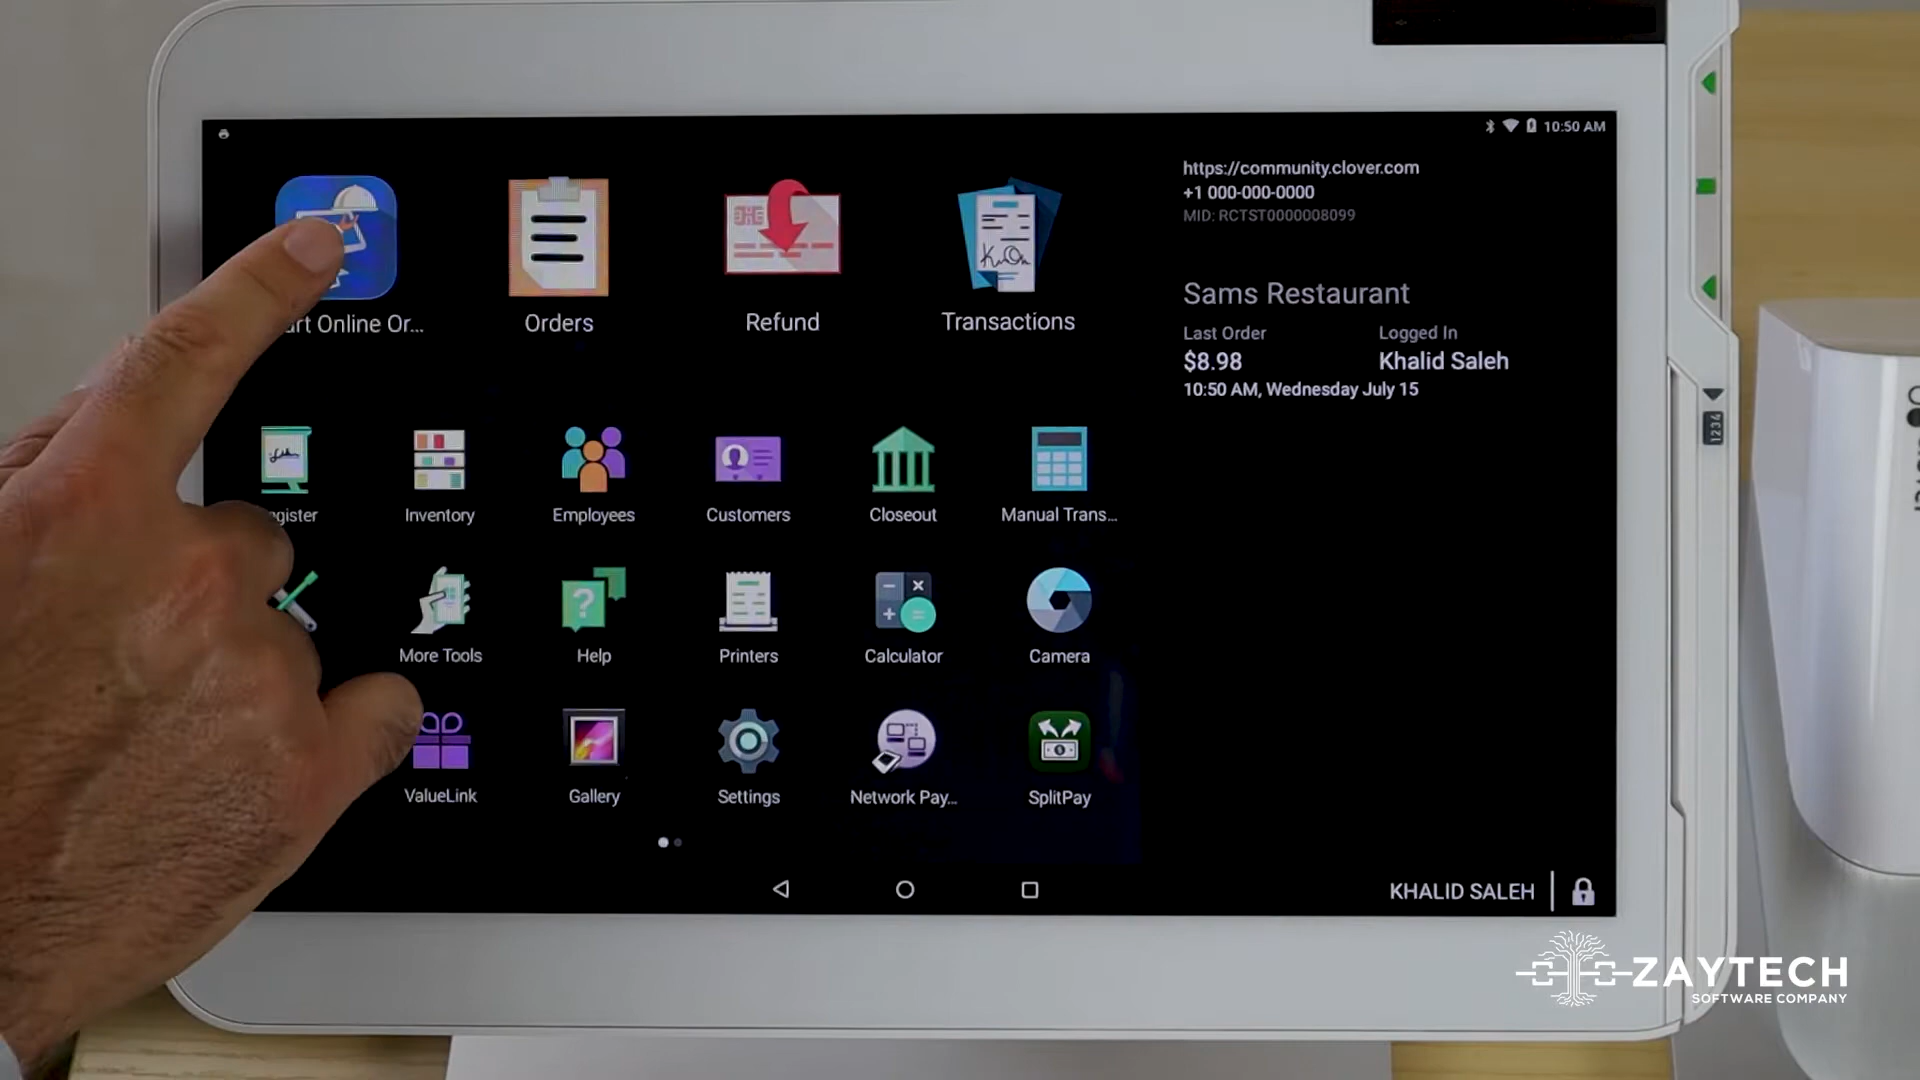 10:50 AM
https://community.clover.com
+1 000-000-0000
MID: RCTST0000008099
Sams Restaurant
Last Order
Logged In
$8.98
Khalid Saleh
10:50 AM, Wednesday July 15
Online Or...
Orders
Refund
Transactions
Inventory
Employees
Customers
Closeout
Manual Trans...
More Tools
Help
Printers
Calculator
Camera
ValueLink
Gallery
Settings
Network Pay...
SplitPay
KHALID SALEH
1234
ZAYTECH
SOFTWARE COMPANY